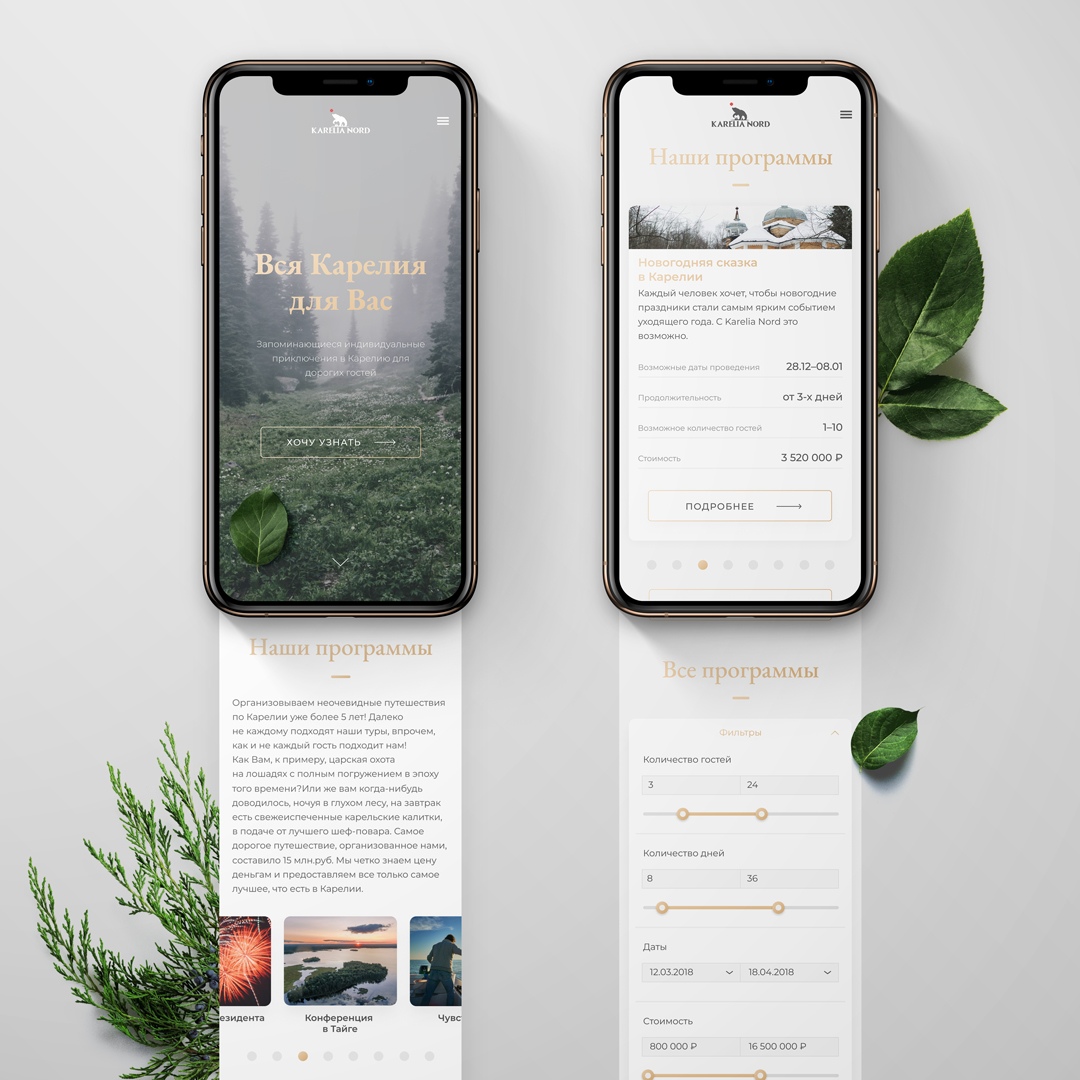 KARELIA NORD
Вся Карелия
для Вас
Запоминающиеся индивидуальные
приключения в Карелию для
дорогих гостей
ХОЧУ УЗНАТЬ
Наши программы
Организовываем неочевидные путешествия
по Карелии уже более 5 лет! Далеко
не каждому подходят наши туры, впрочем,
как и не каждый гость подходит нам!
Как Вам, к примеру, царская охота
на лошадях с полным погружением в эпоху
того времени?Или же вам когда-нибудь
доводилось, ночуя в глухом лесу, на завтрак
есть свежеиспеченные карельские калитки,
в подаче от лучшего шеф-повара. Самое
дорогое путешествие, организованное нами,
составило 15 млн.руб. Мы четко знаем цену
деньгам и предоставляем все только самое
лучшее, что есть в Карелии.
езидента
Конференция
в Тайге
Чувс
KARELIA NORD
Наши программы
Новогодняя сказка
в Карелии
Каждый человек хочет, чтобы новогодние
праздники стали самым ярким событием
уходящего года. С Karelia Nord это
возможно.
Возможные даты проведения 28.12–08.01
Продолжительность от 3-х дней
Возможное количество гостей 1–10
Стоимость 3 520 000 ₽
ПОДРОБНЕЕ
Все программы
Фильтры
Количество гостей
3 24
Количество дней
8 36
Даты
12.03.2018 18.04.2018
Стоимость
800 000 ₽ 16 500 000 ₽